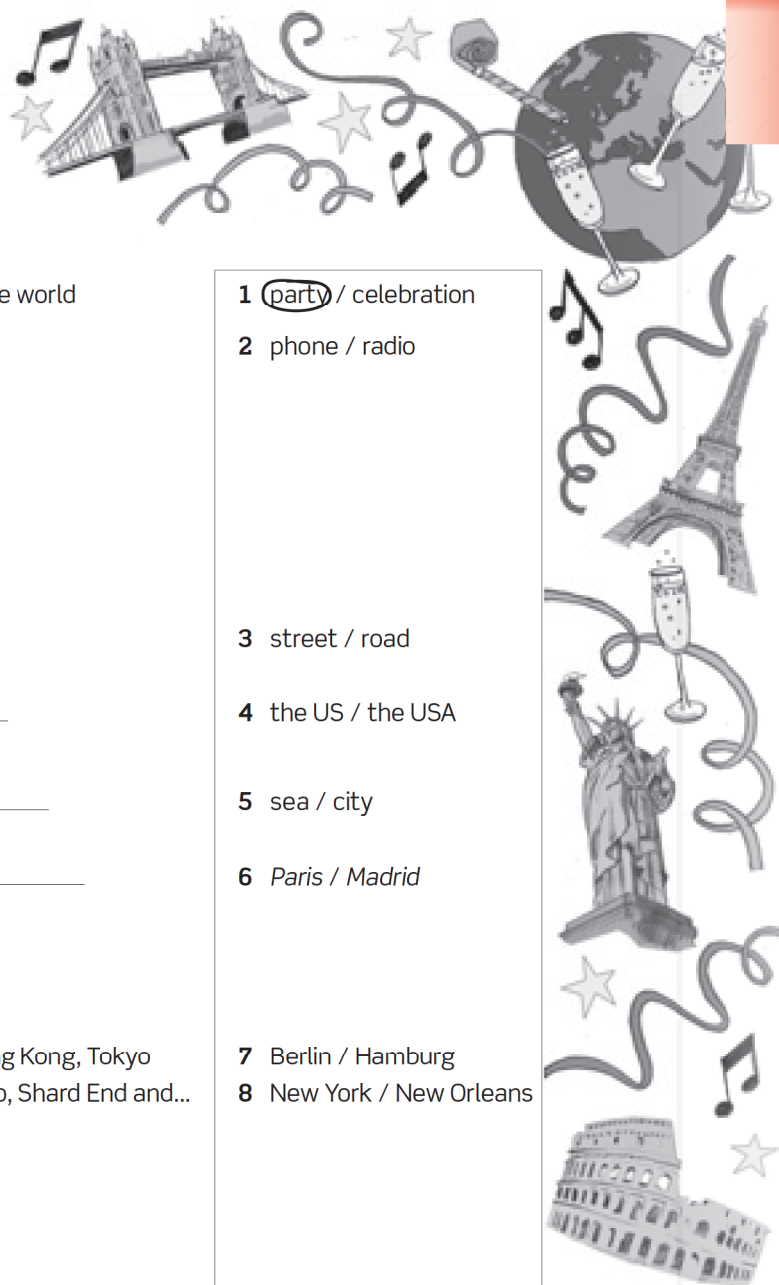 e world
1 party / celebration
2 phone / radio
3 street / road
4 the US / the USA
5 sea / city
6 Paris / Madrid
g Kong, Tokyo
7 Berlin / Hamburg
o, Shard End and...
8 New York / New Orleans